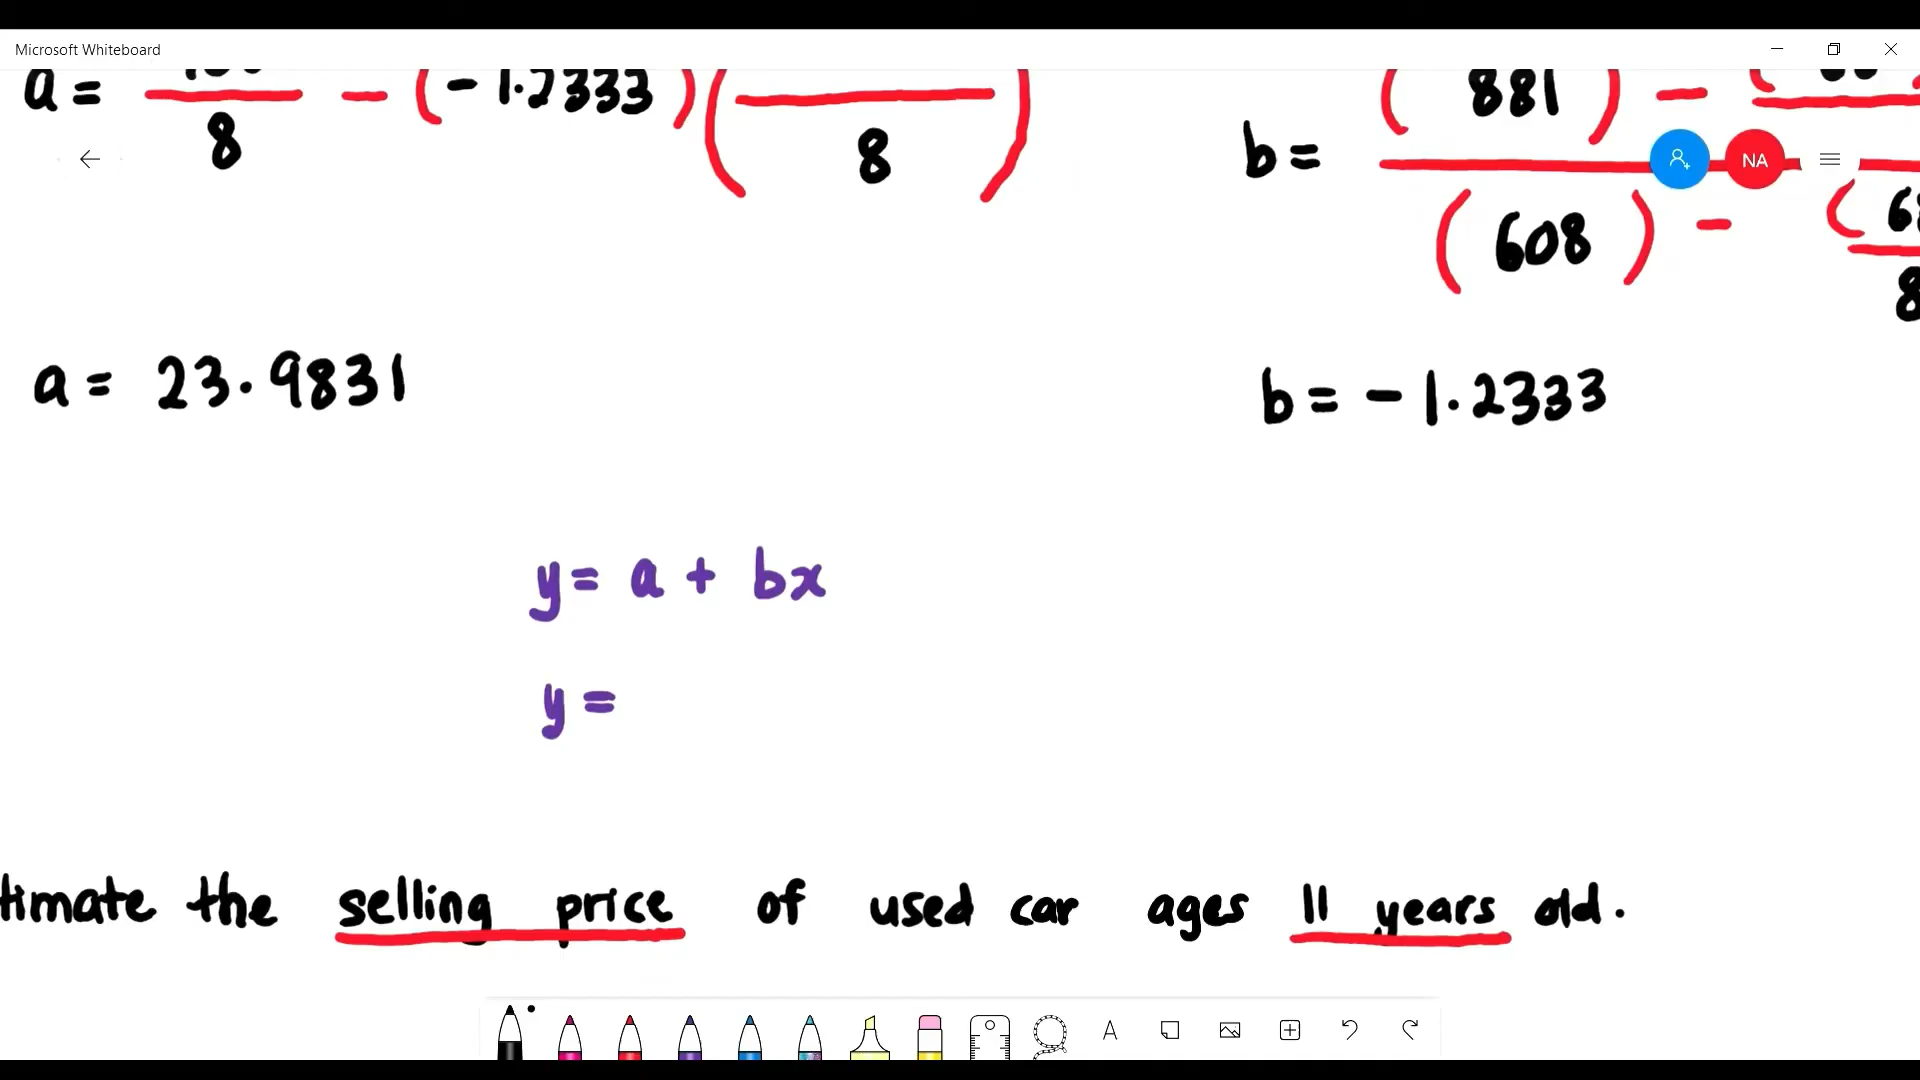 Microsoft Whiteboard
a = — - (-1.2333) ( — )
8
8
b = (881) - (
(608) - (
8
NA
a = 23.9831
b = -1.2333
y = a + bx
y =
the selling price of used car ages 11 years old.
A